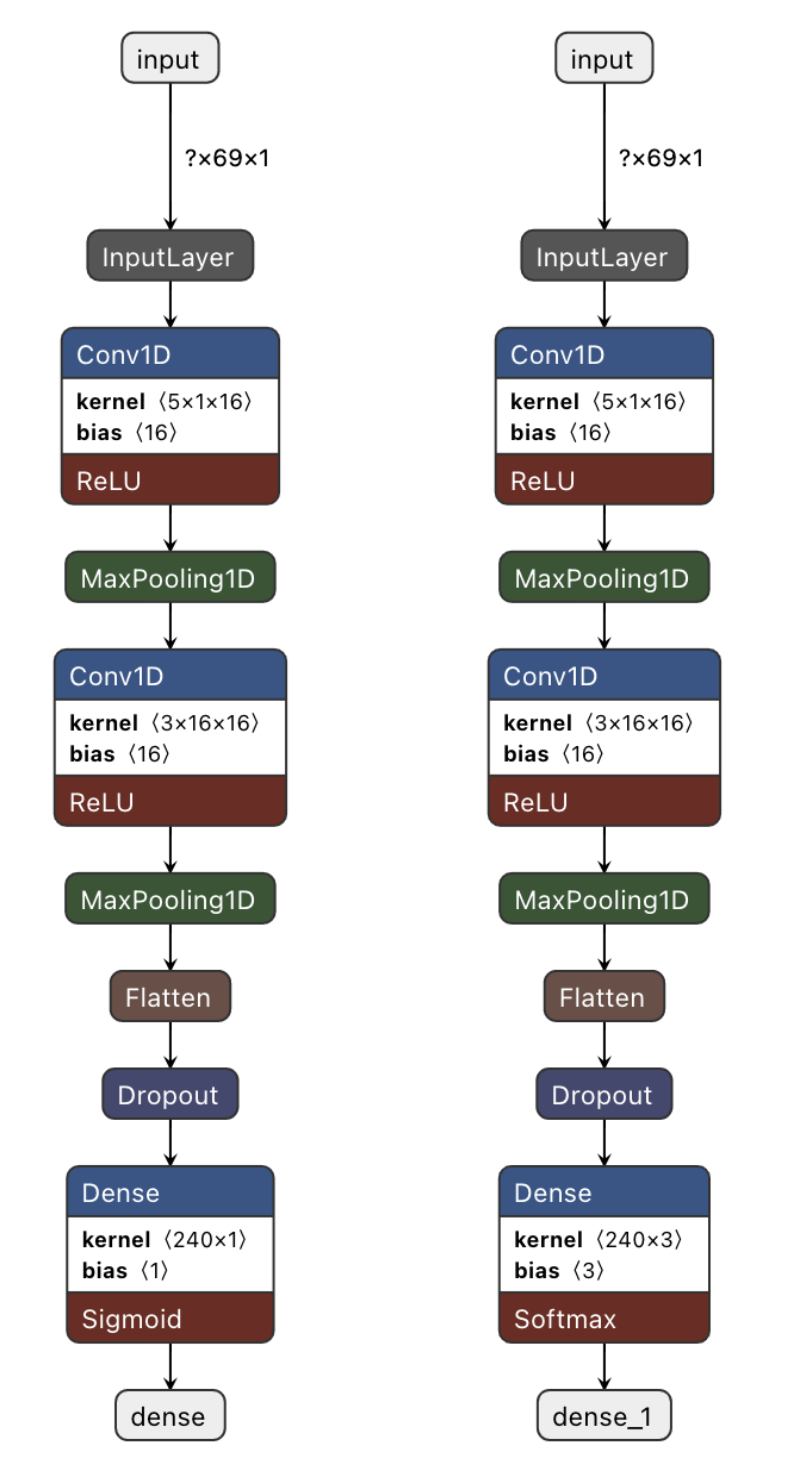 input
?×69×1
InputLayer
Conv1D
kernel ⟨5×1×16⟩
bias ⟨16⟩
ReLU
MaxPooling1D
Conv1D
kernel ⟨3×16×16⟩
bias ⟨16⟩
ReLU
MaxPooling1D
Flatten
Dropout
Dense
kernel ⟨240×1⟩
bias ⟨1⟩
Sigmoid
dense
input
?×69×1
InputLayer
Conv1D
kernel ⟨5×1×16⟩
bias ⟨16⟩
ReLU
MaxPooling1D
Conv1D
kernel ⟨3×16×16⟩
bias ⟨16⟩
ReLU
MaxPooling1D
Flatten
Dropout
Dense
kernel ⟨240×3⟩
bias ⟨3⟩
Softmax
dense_1